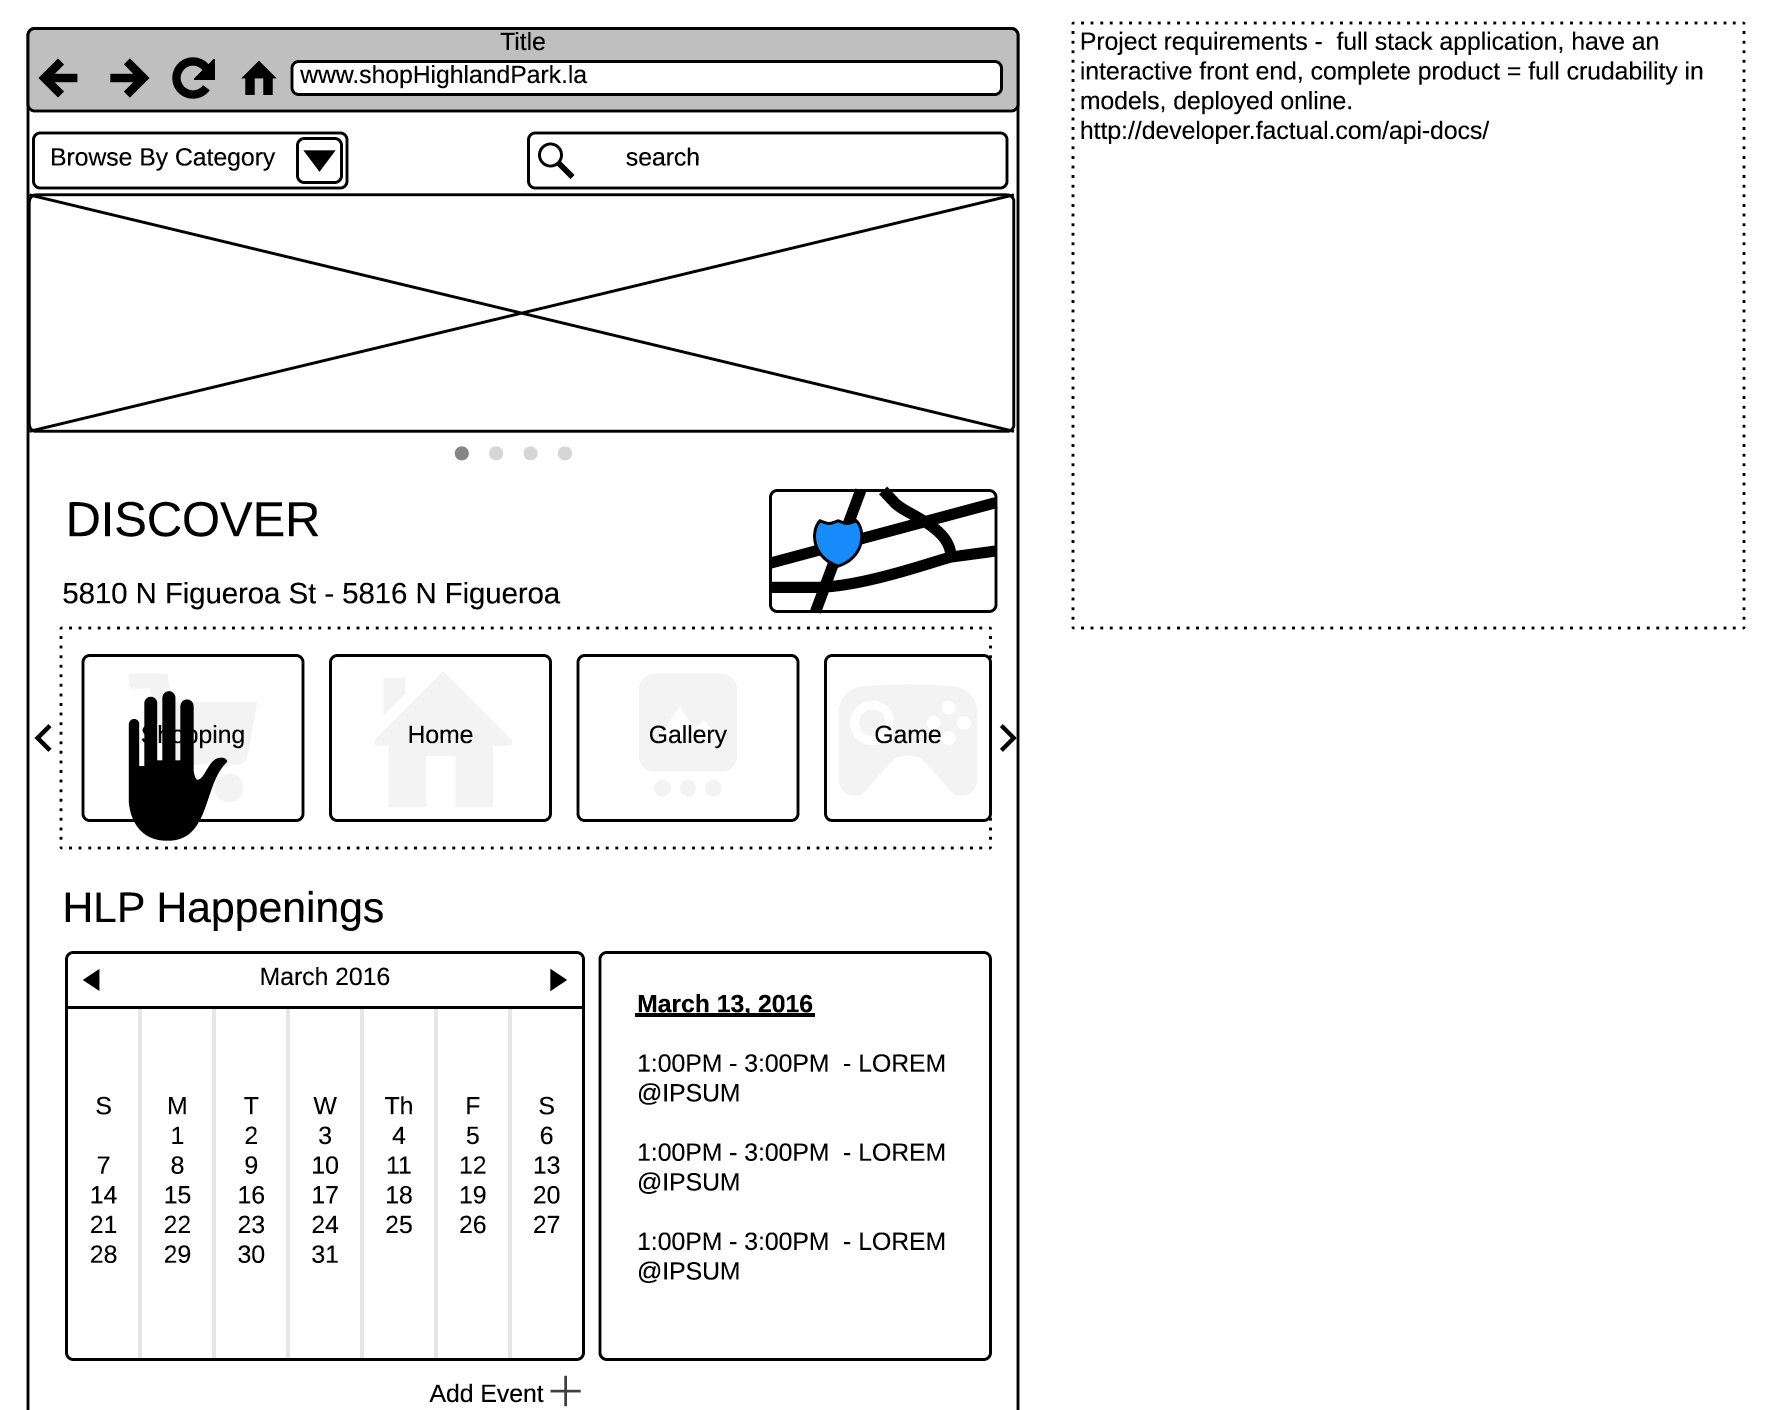 Title
www.shopHighlandPark.la
Browse By Category
search
DISCOVER
5810 N Figueroa St - 5816 N Figueroa
Shopping
Home
Gallery
Game
HLP Happenings
March 2016
S M T W Th F S
1 2 3 4 5 6
7 8 9 10 11 12 13
14 15 16 17 18 19 20
21 22 23 24 25 26 27
28 29 30 31
Add Event
March 13, 2016
1:00PM - 3:00PM - LOREM
@IPSUM
1:00PM - 3:00PM - LOREM
@IPSUM
1:00PM - 3:00PM - LOREM
@IPSUM
Project requirements - full stack application, have an
interactive front end, complete product = full crudability in
models, deployed online.
http://developer.factual.com/api-docs/